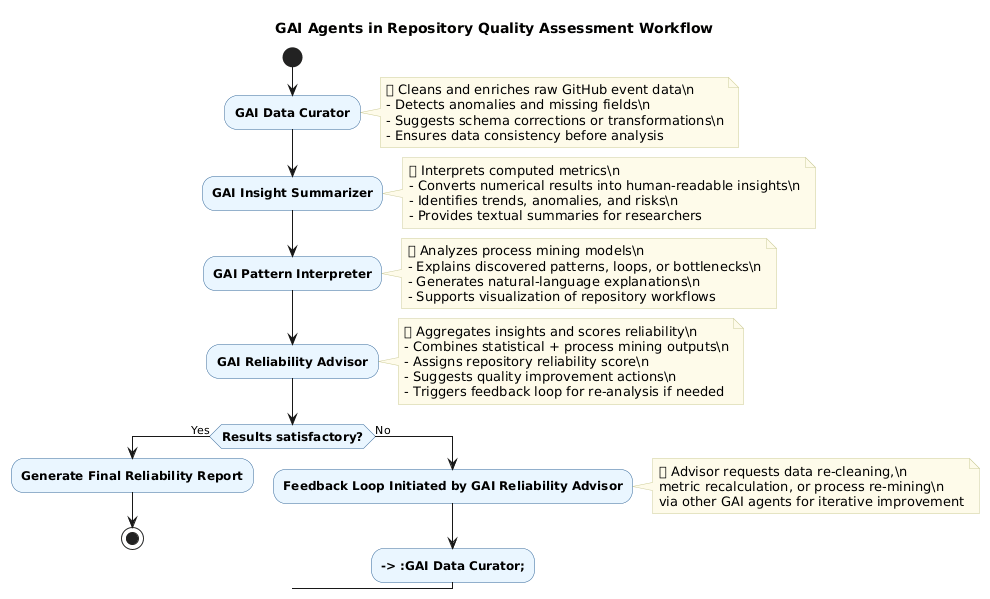 GAI Agents in Repository Quality Assessment Workflow
GAI Data Curator
▯ Cleans and enriches raw GitHub event data\n
- Detects anomalies and missing fields\n
- Suggests schema corrections or transformations\n
- Ensures data consistency before analysis
GAI Insight Summarizer
▯ Interprets computed metrics\n
- Converts numerical results into human-readable insights\n
- Identifies trends, anomalies, and risks\n
- Provides textual summaries for researchers
GAI Pattern Interpreter
▯ Analyzes process mining models\n
- Explains discovered patterns, loops, or bottlenecks\n
- Generates natural-language explanations\n
- Supports visualization of repository workflows
GAI Reliability Advisor
▯ Aggregates insights and scores reliability\n
- Combines statistical + process mining outputs\n
- Assigns repository reliability score\n
- Suggests quality improvement actions\n
- Triggers feedback loop for re-analysis if needed
Yes
Results satisfactory?
No
Generate Final Reliability Report
Feedback Loop Initiated by GAI Reliability Advisor
▯ Advisor requests data re-cleaning,\n
metric recalculation, or process re-mining\n
via other GAI agents for iterative improvement
-> :GAI Data Curator;